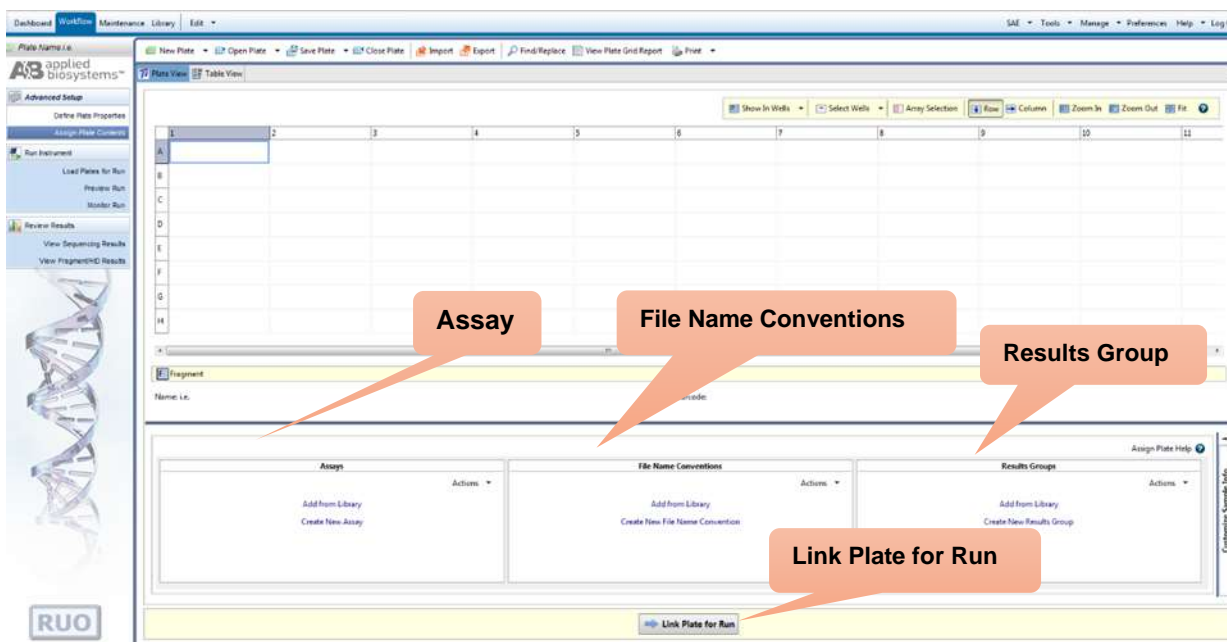 Dashboard Workflow Maintenance Library Edit SAE Tools Manage Preferences Help Log
Plate Name: i.e.
New Plate Open Plate Save Plate Close Plate Import Export Find/Replace View Plate Grid Report Print
AB applied biosystems™
Plate View Table View
Advanced Setup
Define Plate Properties
Assign Plate Contents
Show In Wells Select Wells Array Selection Row Column Zoom In Zoom Out Fit
1 2 3 4 5 6 7 8 9 10 11
A
B
C
D
E
F
G
H
Run Instrument
Load Plates for Run
Preview Run
Monitor Run
Review Results
View Sequencing Results
View Fragment/HID Results
Assay
File Name Conventions
Results Group
Fragment
Name: i.e.
Assign Plate Help
Assays File Name Conventions Results Groups
Actions Actions Actions
Add from Library Add from Library Add from Library
Create New Assay Create New File Name Convention Create New Results Group
Customize Sample Info
Link Plate for Run
Link Plate for Run
RUO